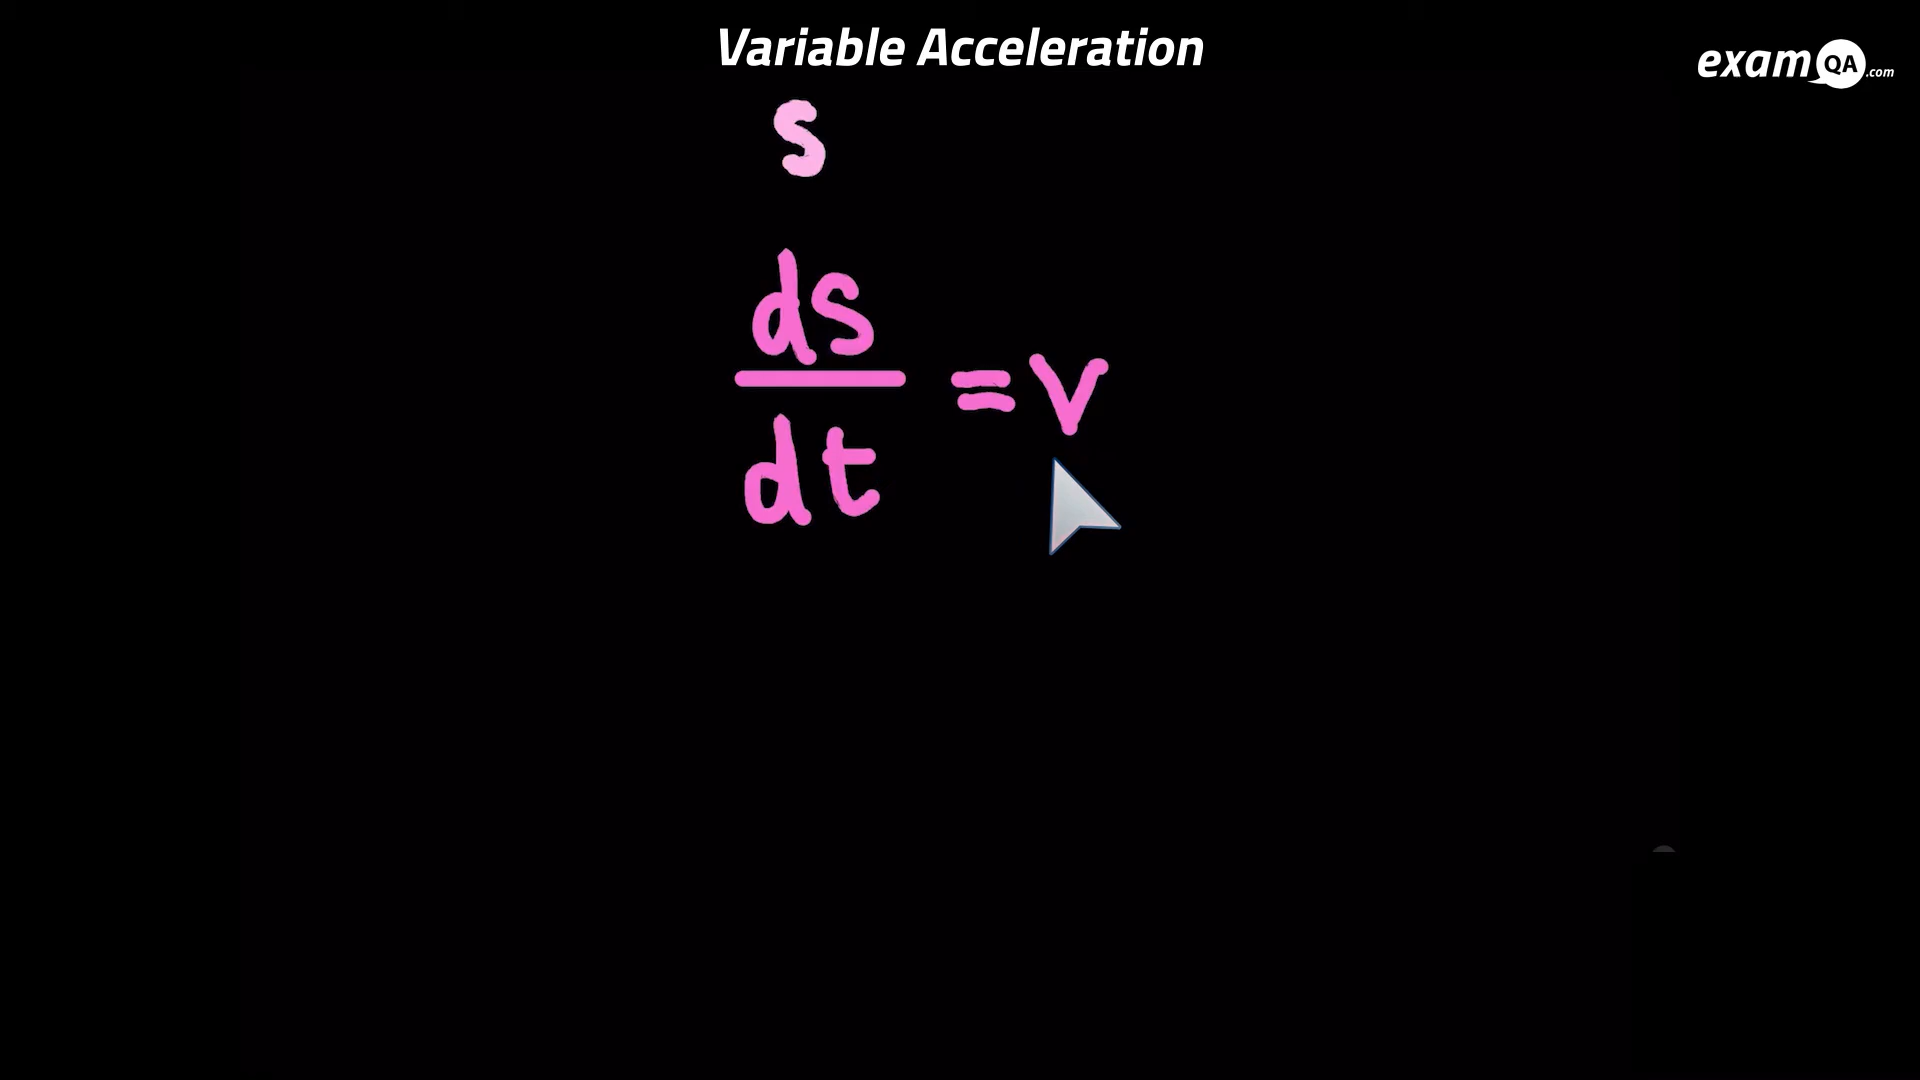 Variable Acceleration
examQA.com
s
ds
dt
=v